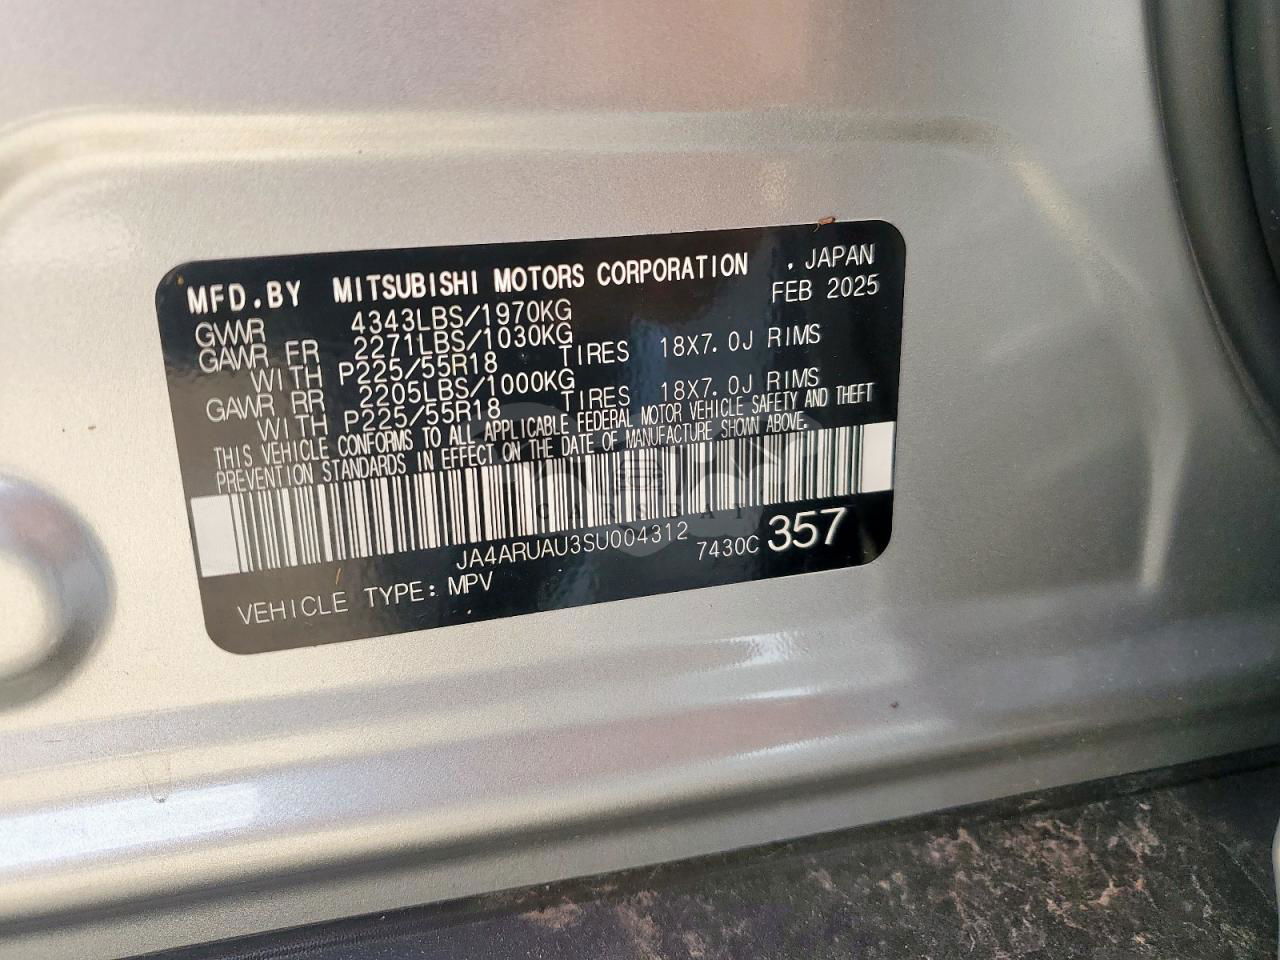 MFD.BY MITSUBISHI MOTORS CORPORATION . JAPAN
FEB 2025
GVWR 4343LBS/1970KG
GAWR FR 2271LBS/1030KG
WITH P225/55R18 TIRES 18X7.0J RIMS
GAWR RR 2205LBS/1000KG
WITH P225/55R18 TIRES 18X7.0J RIMS
THIS VEHICLE CONFORMS TO ALL APPLICABLE FEDERAL MOTOR VEHICLE SAFETY AND THEFT
PREVENTION STANDARDS IN EFFECT ON THE DATE OF MANUFACTURE SHOWN ABOVE.
JA4ARUAU3SU004312 7430C 357
VEHICLE TYPE: MPV